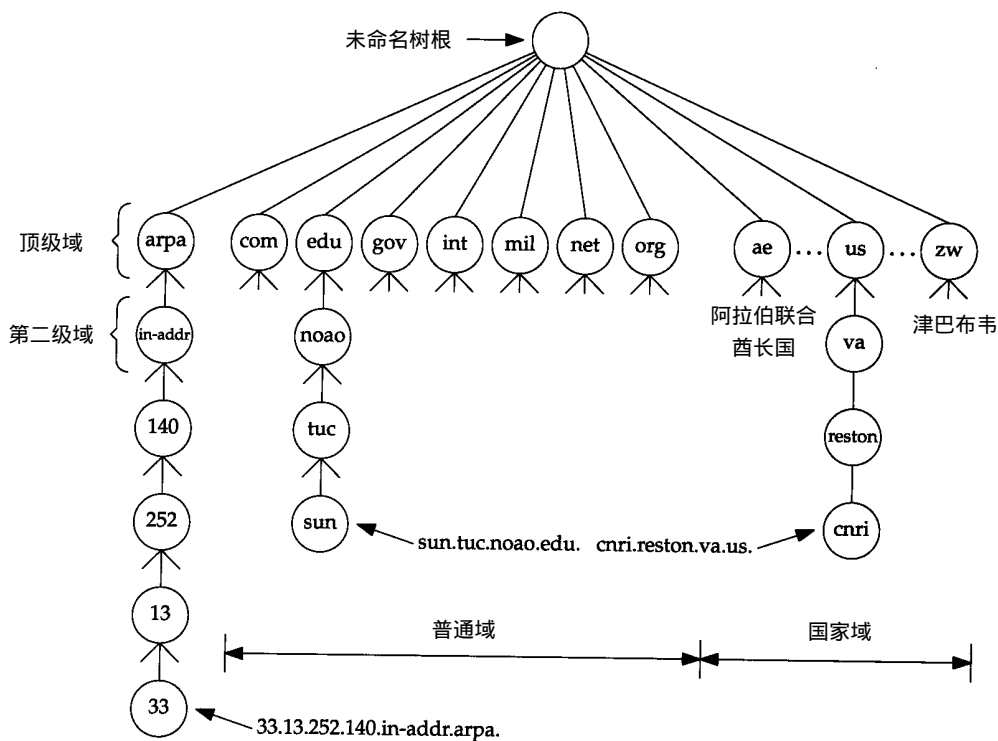 未命名树根
顶级域
arpa
com
edu
gov
int
mil
net
org
ae
...
us
...
zw
第二级域
in-addr
noao
阿拉伯联合
酋长国
va
津巴布韦
140
tuc
reston
252
sun
sun.tuc.noao.edu.
cnri.reston.va.us.
cnri
13
普通域
国家域
33
33.13.252.140.in-addr.arpa.